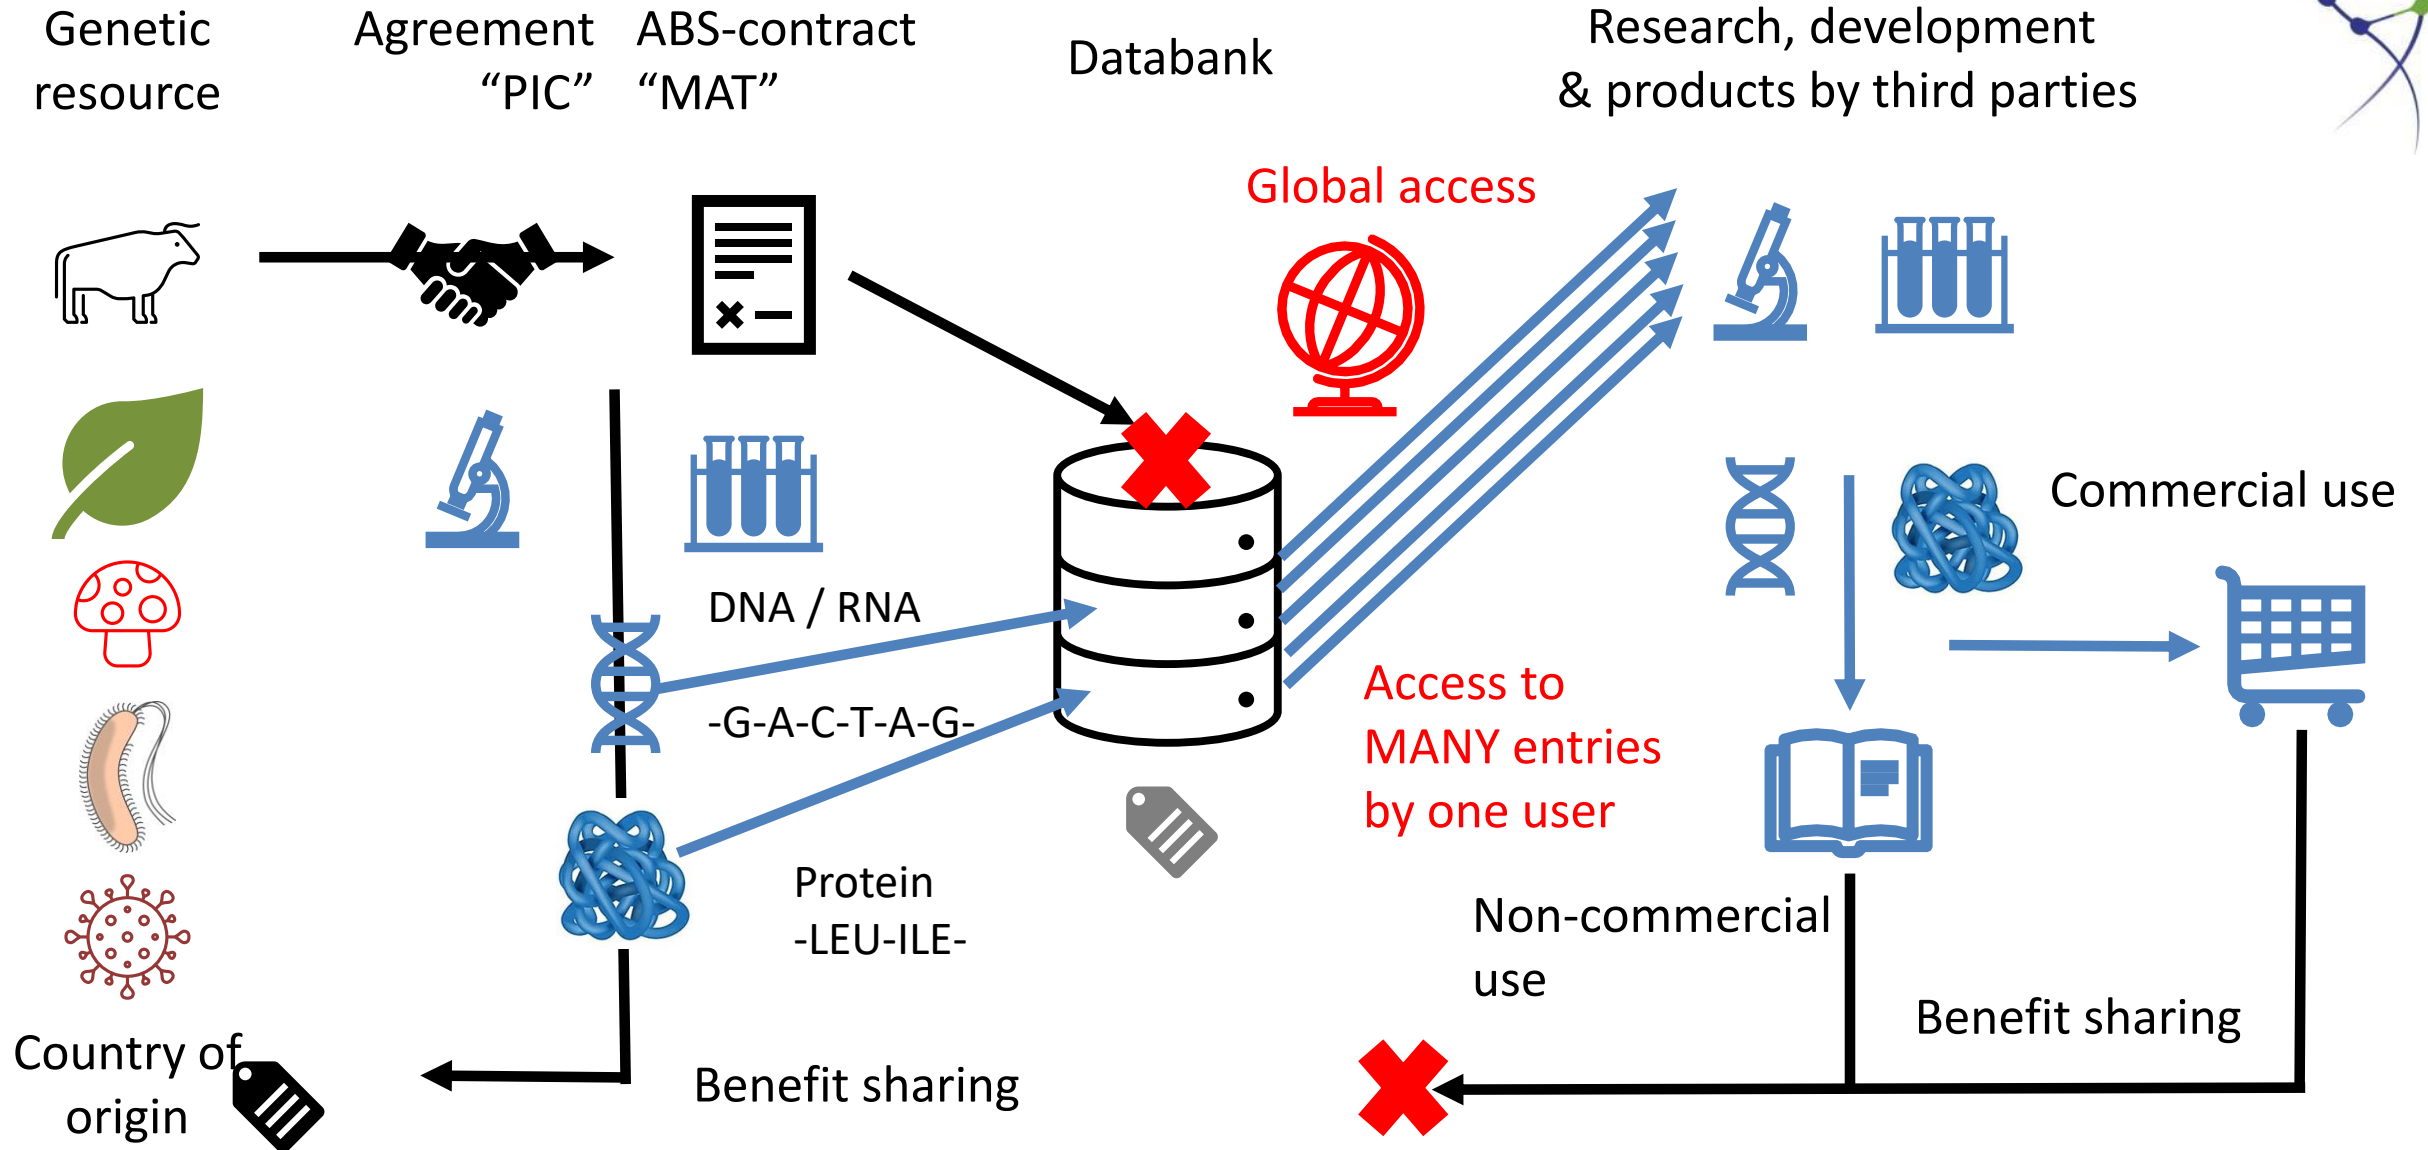 Genetic
resource
Agreement
“PIC”
ABS-contract
“MAT”
Databank
Research, development
& products by third parties
Global access
Commercial use
DNA / RNA
-G-A-C-T-A-G-
Access to
MANY entries
by one user
Protein
-LEU-ILE-
Non-commercial
use
Benefit sharing
Country of
origin
Benefit sharing